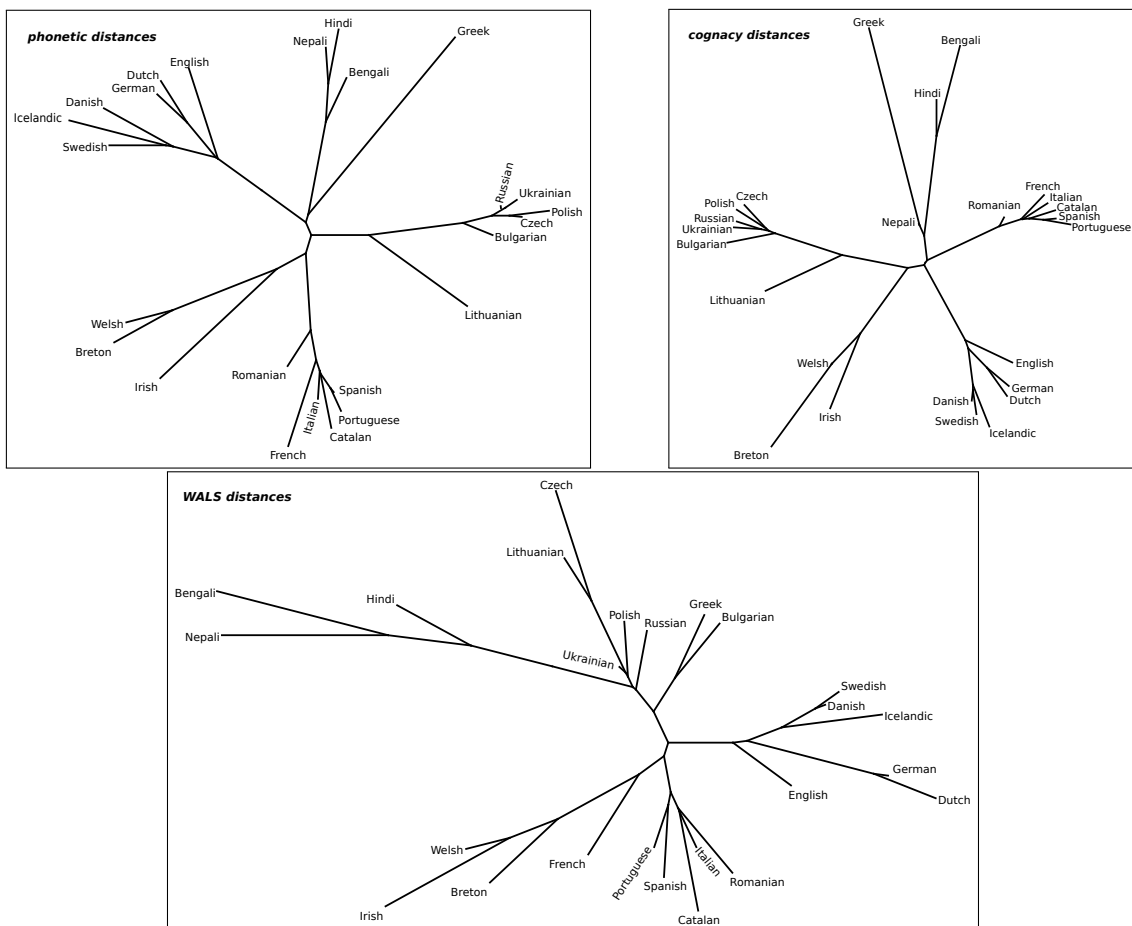 phonetic distances
Hindi
Nepali
Greek
English
Dutch
German
Bengali
Danish
Icelandic
Swedish
Russian
Ukrainian
Polish
Czech
Bulgarian
Lithuanian
Welsh
Breton
Irish
Romanian
Spanish
Italian
Portuguese
Catalan
French
cognacy distances
Greek
Bengali
Hindi
Czech
Polish
Russian
Ukrainian
Bulgarian
Nepali
French
Italian
Romanian
Catalan
Spanish
Portuguese
Lithuanian
Welsh
English
German
Dutch
Danish
Irish
Swedish
Icelandic
Breton
WALS distances
Czech
Lithuanian
Bengali
Hindi
Nepali
Polish
Russian
Greek
Bulgarian
Ukrainian
Swedish
Danish
Icelandic
German
English
Dutch
Welsh
French
Breton
Irish
Portuguese
Italian
Spanish
Romanian
Catalan